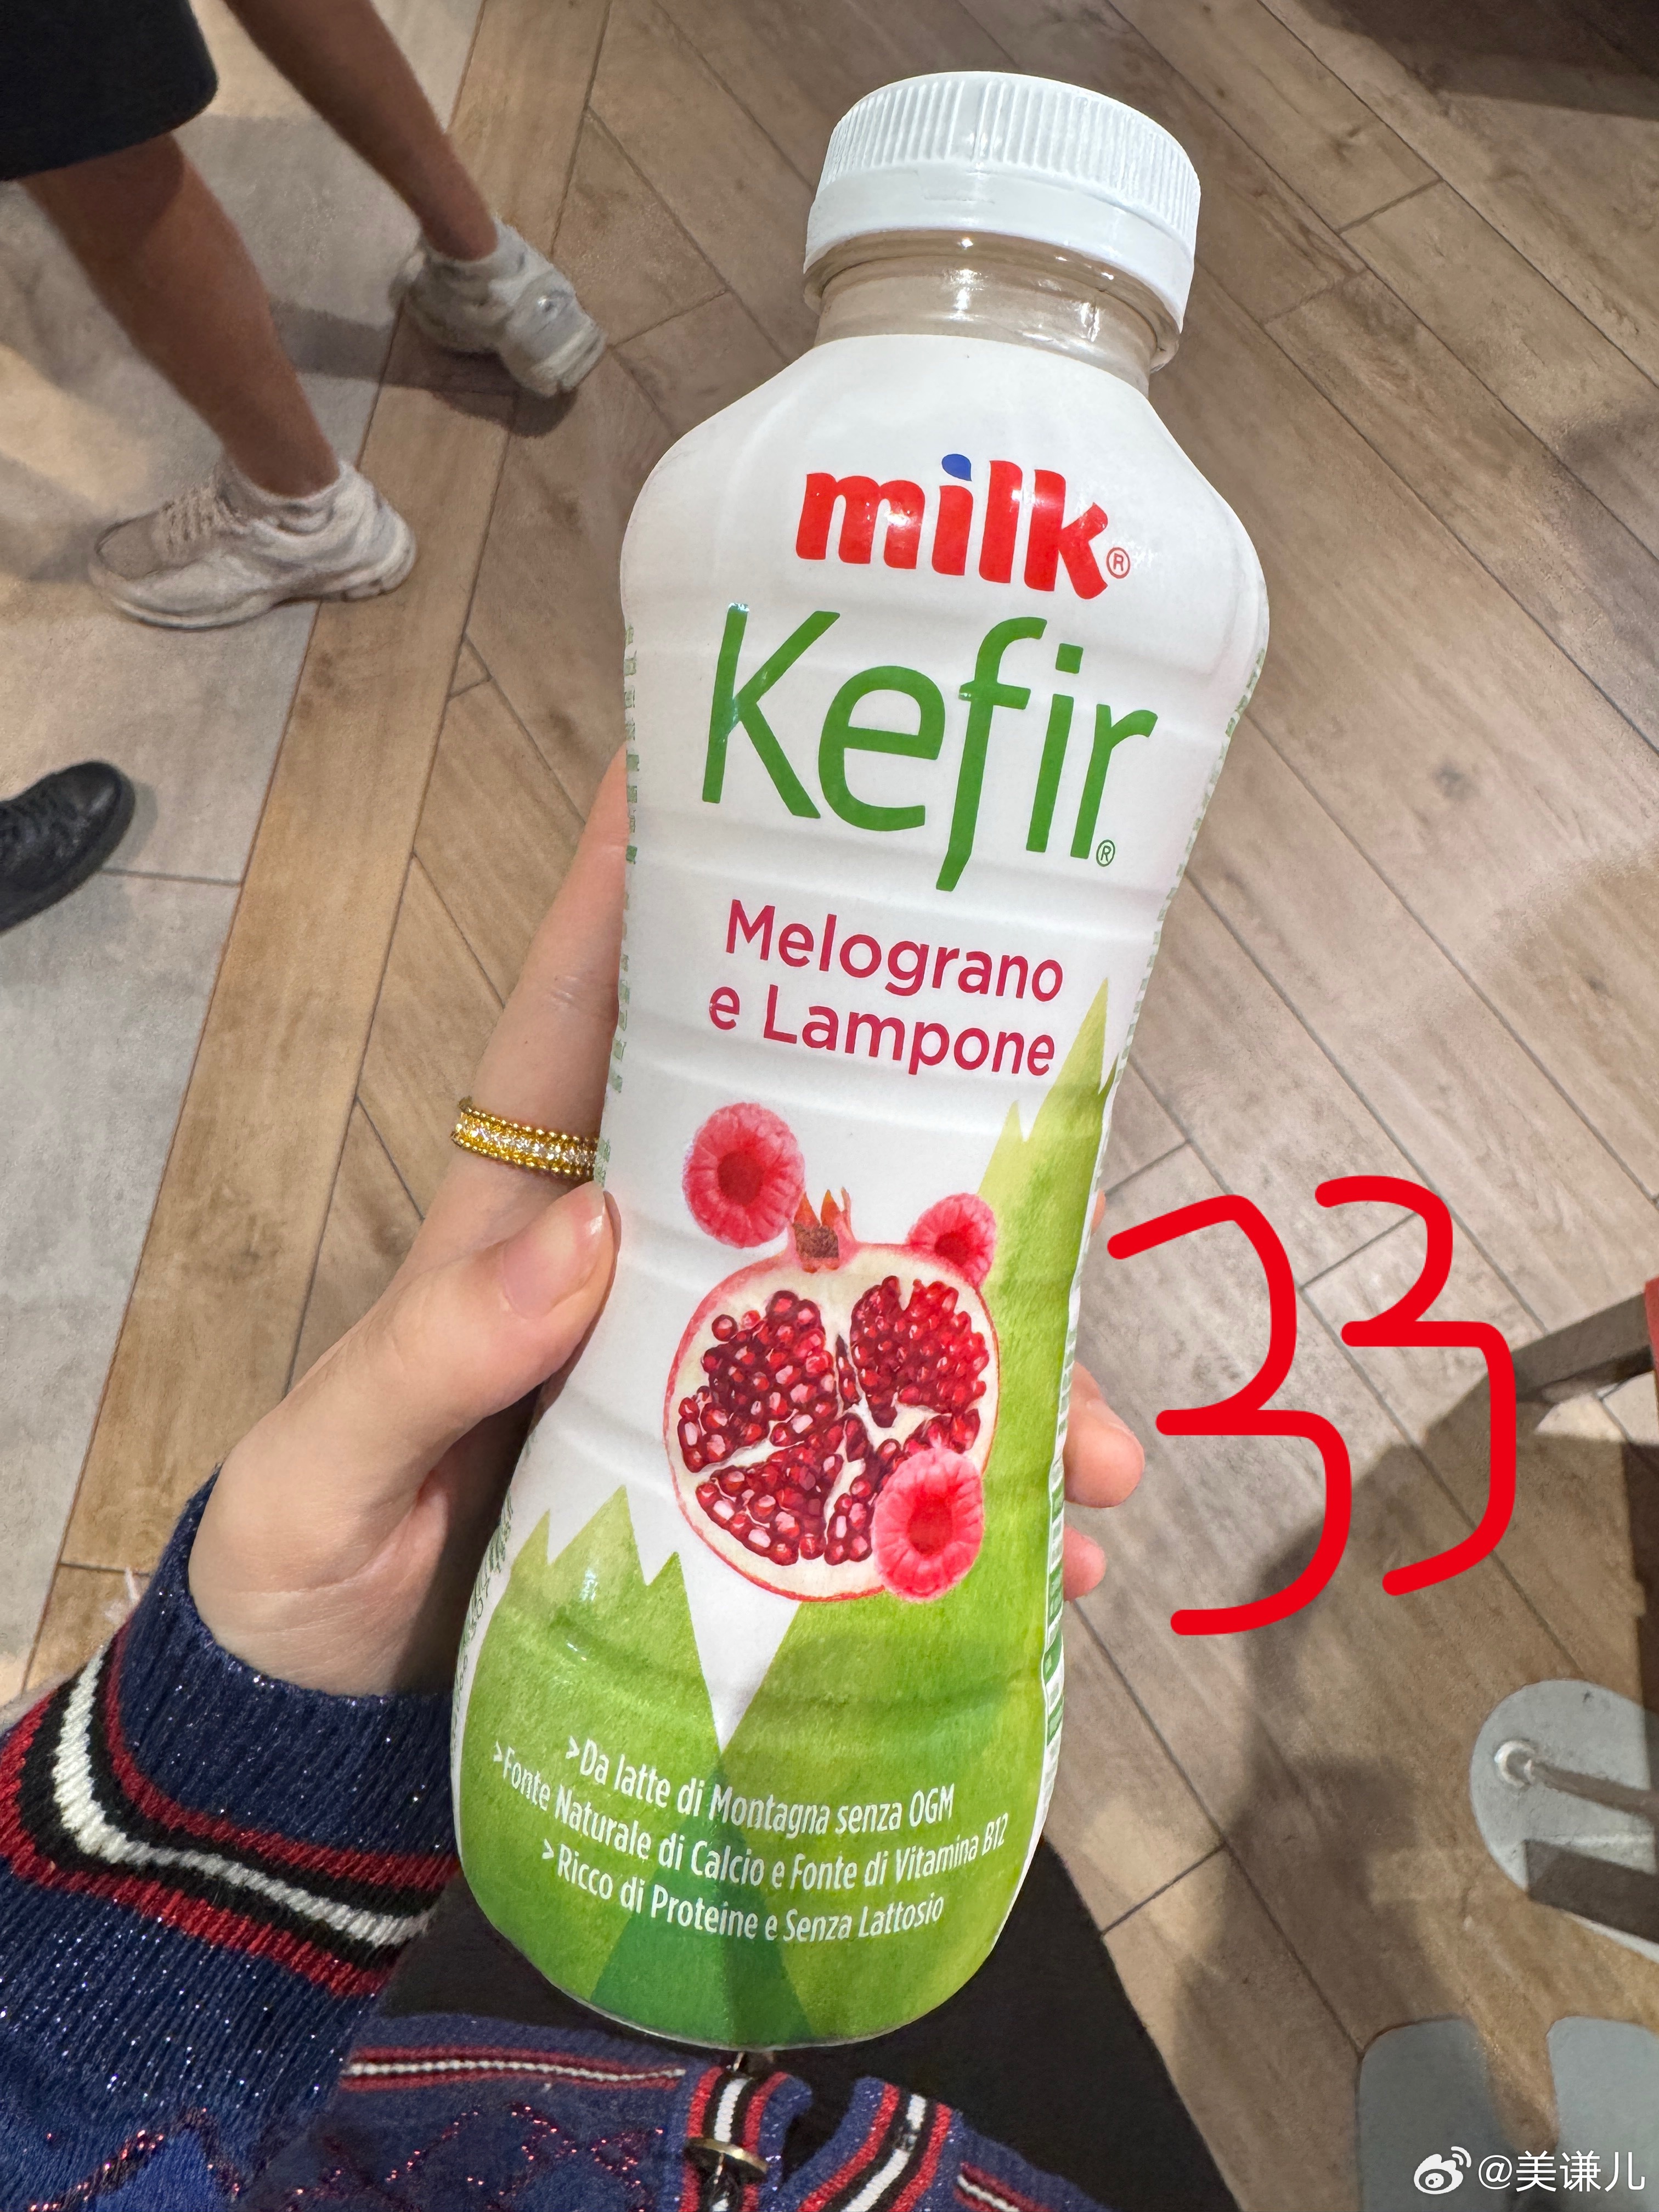 milk®
Kefir®
Melograno
e Lampone
33
>Da latte di Montagna senza OGM
>Fonte Naturale di Calcio e Fonte di Vitamina B12
>Ricco di Proteine e Senza Lattosio
@美谦儿